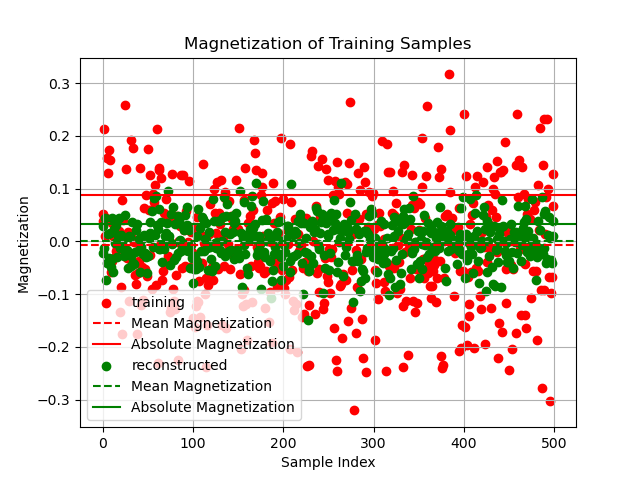 Magnetization of Training Samples
Magnetization
0.3
0.2
0.1
0.0
−0.1
−0.2
−0.3
training
Mean Magnetization
Absolute Magnetization
reconstructed
Mean Magnetization
Absolute Magnetization
0 100 200 300 400 500
Sample Index